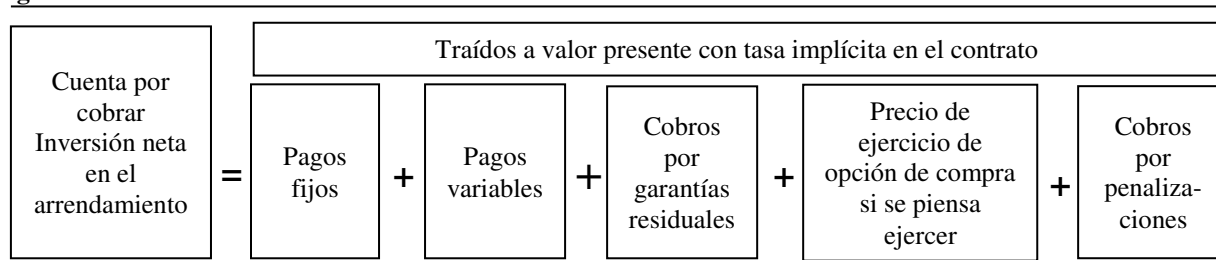 Traídos a valor presente con tasa implícita en el contrato
Cuenta por
cobrar
Inversión neta
en el
arrendamiento
=
Pagos
fijos
+
Pagos
variables
+
Cobros
por
garantías
residuales
+
Precio de
ejercicio de
opción de compra
si se piensa
ejercer
+
Cobros
por
penaliza-
ciones